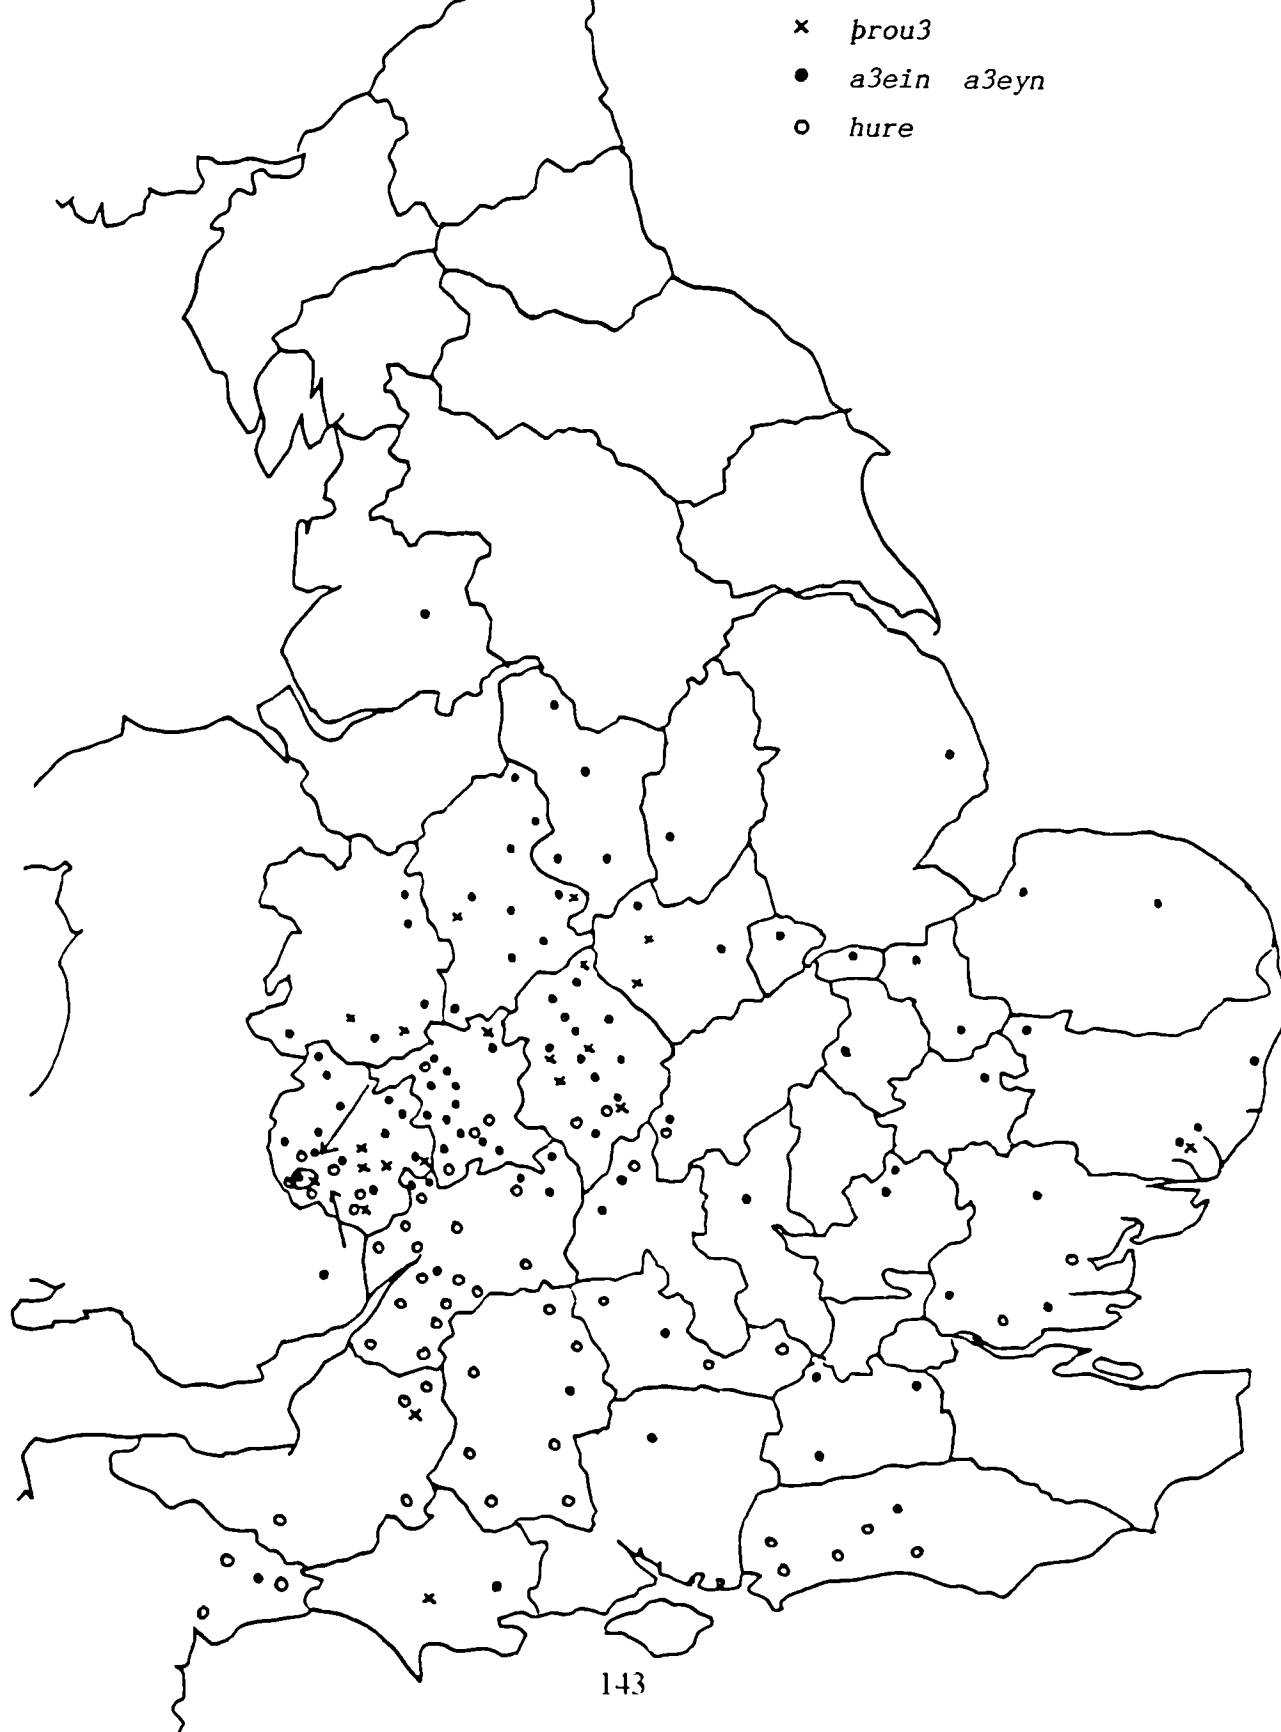 × þrou3
● a3ein a3eyn
○ hure
143